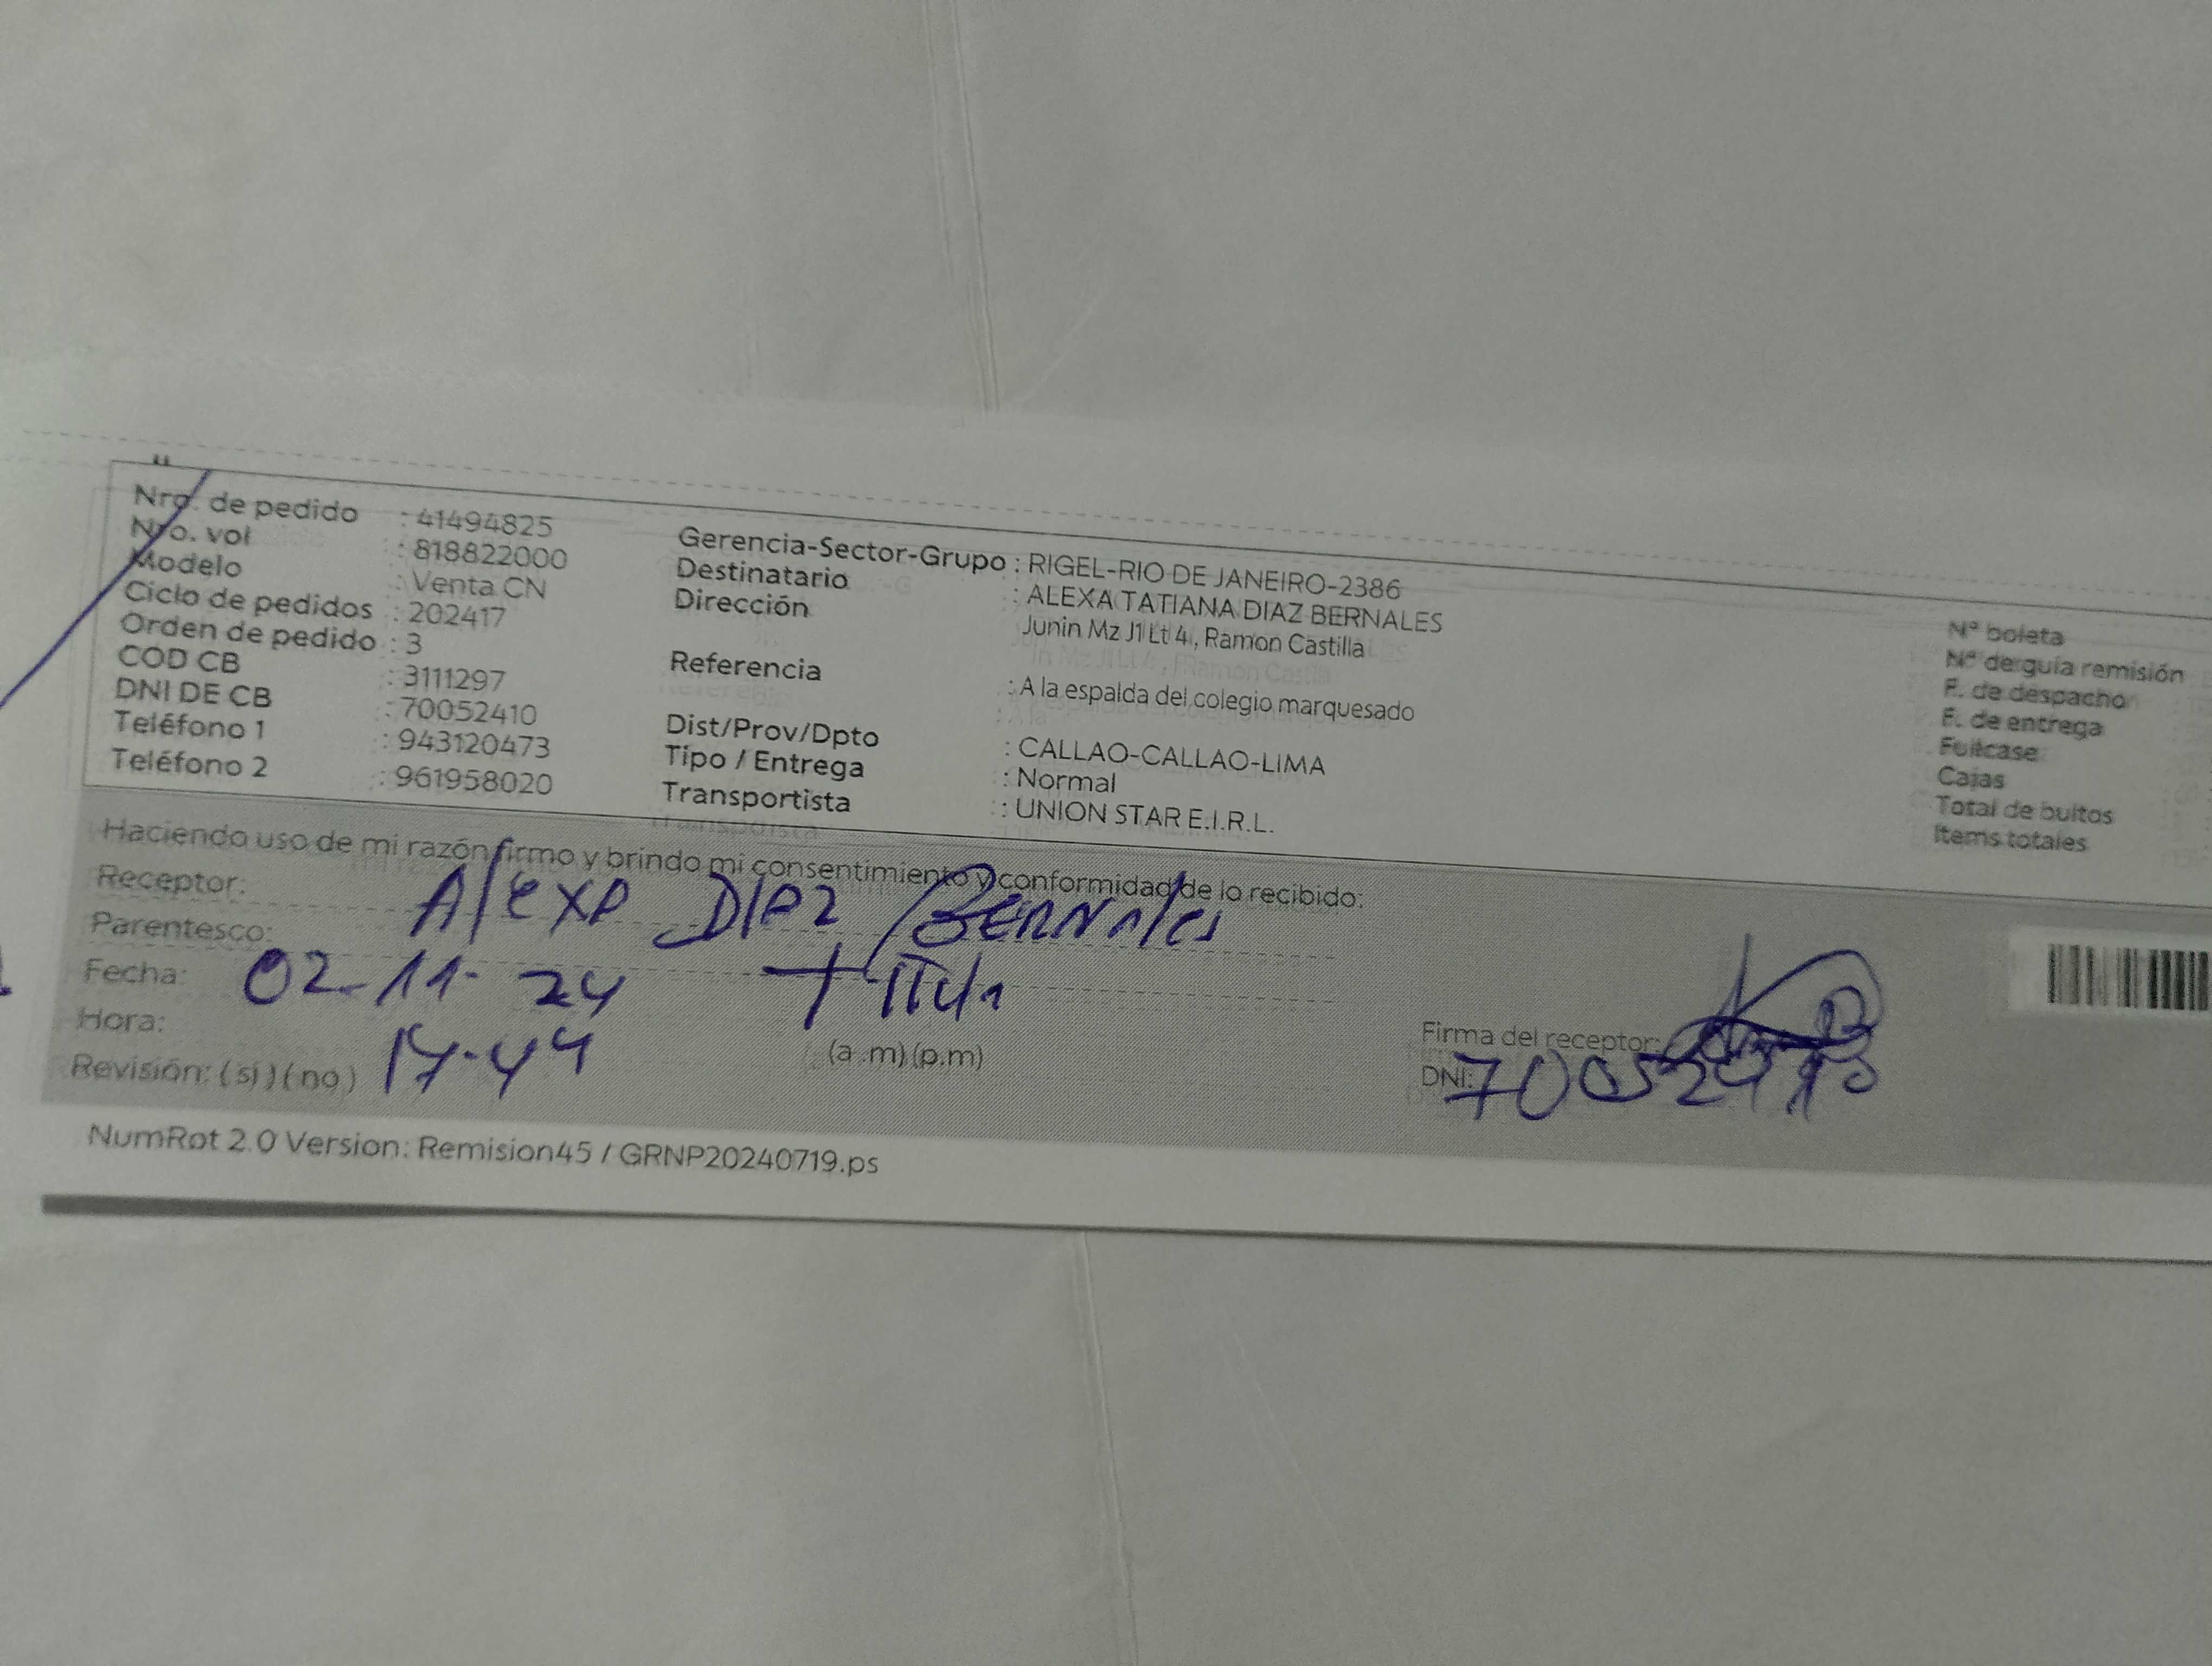 Nro. de pedido : 41494825
Nro. vol : 818822000
Modelo : Venta CN
Ciclo de pedidos : 202417
Orden de pedido : 3
COD CB : 3111297
DNI DE CB : 70052410
Teléfono 1 : 943120473
Teléfono 2 : 961958020
Gerencia-Sector-Grupo : RIGEL-RIO DE JANEIRO-2386
Destinatario : ALEXA TATIANA DIAZ BERNALES
Dirección Junin Mz J1 Lt 4, Ramon Castilla
Referencia : A la espalda del colegio marquesado
Dist/Prov/Dpto : CALLAO-CALLAO-LIMA
Tipo / Entrega : Normal
Transportista : UNION STAR E.I.R.L.
N° boleta
N° de guía remisión
F. de despacho
F. de entrega
Fullcase
Cajas
Total de bultos
Items totales
Haciendo uso de mi razón firmo y brindo mi consentimiento y conformidad de lo recibido:
Receptor: Alexa Diaz Bernales
Parentesco:
Fecha: 02-11-24
Hora: 17-44 (a.m) (p.m)
Revisión: (si) (no)
Firma del receptor:
DNI: 70052410
NumRot 2.0 Version: Remision45 / GRNP20240719.ps